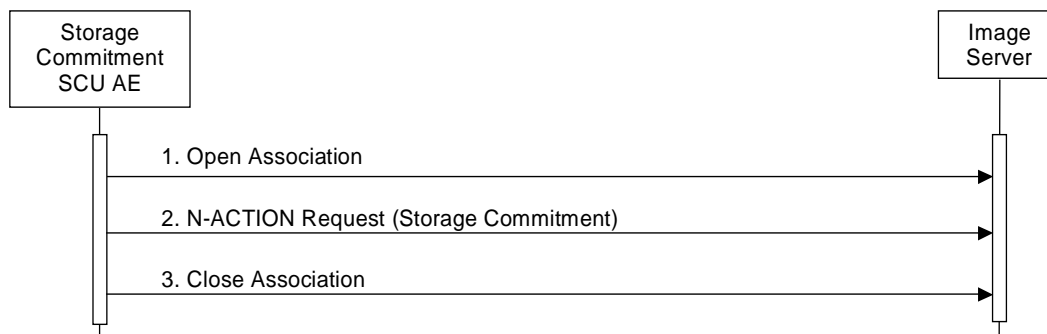 Storage
Commitment
SCU AE
Image
Server
1. Open Association
2. N-ACTION Request (Storage Commitment)
3. Close Association